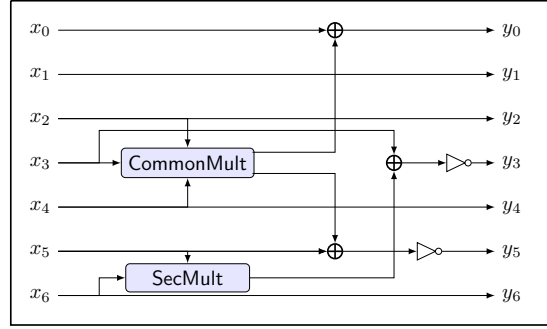 x₀ y₀
x₁ y₁
x₂ y₂
x₃ CommonMult y₃
x₄ y₄
x₅ y₅
SecMult
x₆ y₆